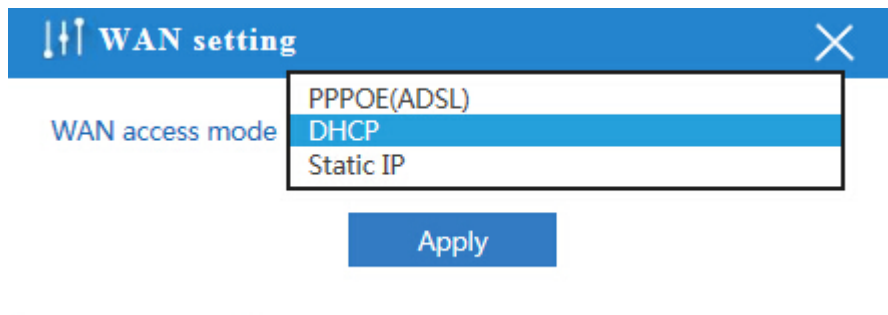 WAN setting
PPPOE(ADSL)
WAN access mode DHCP
Static IP
Apply